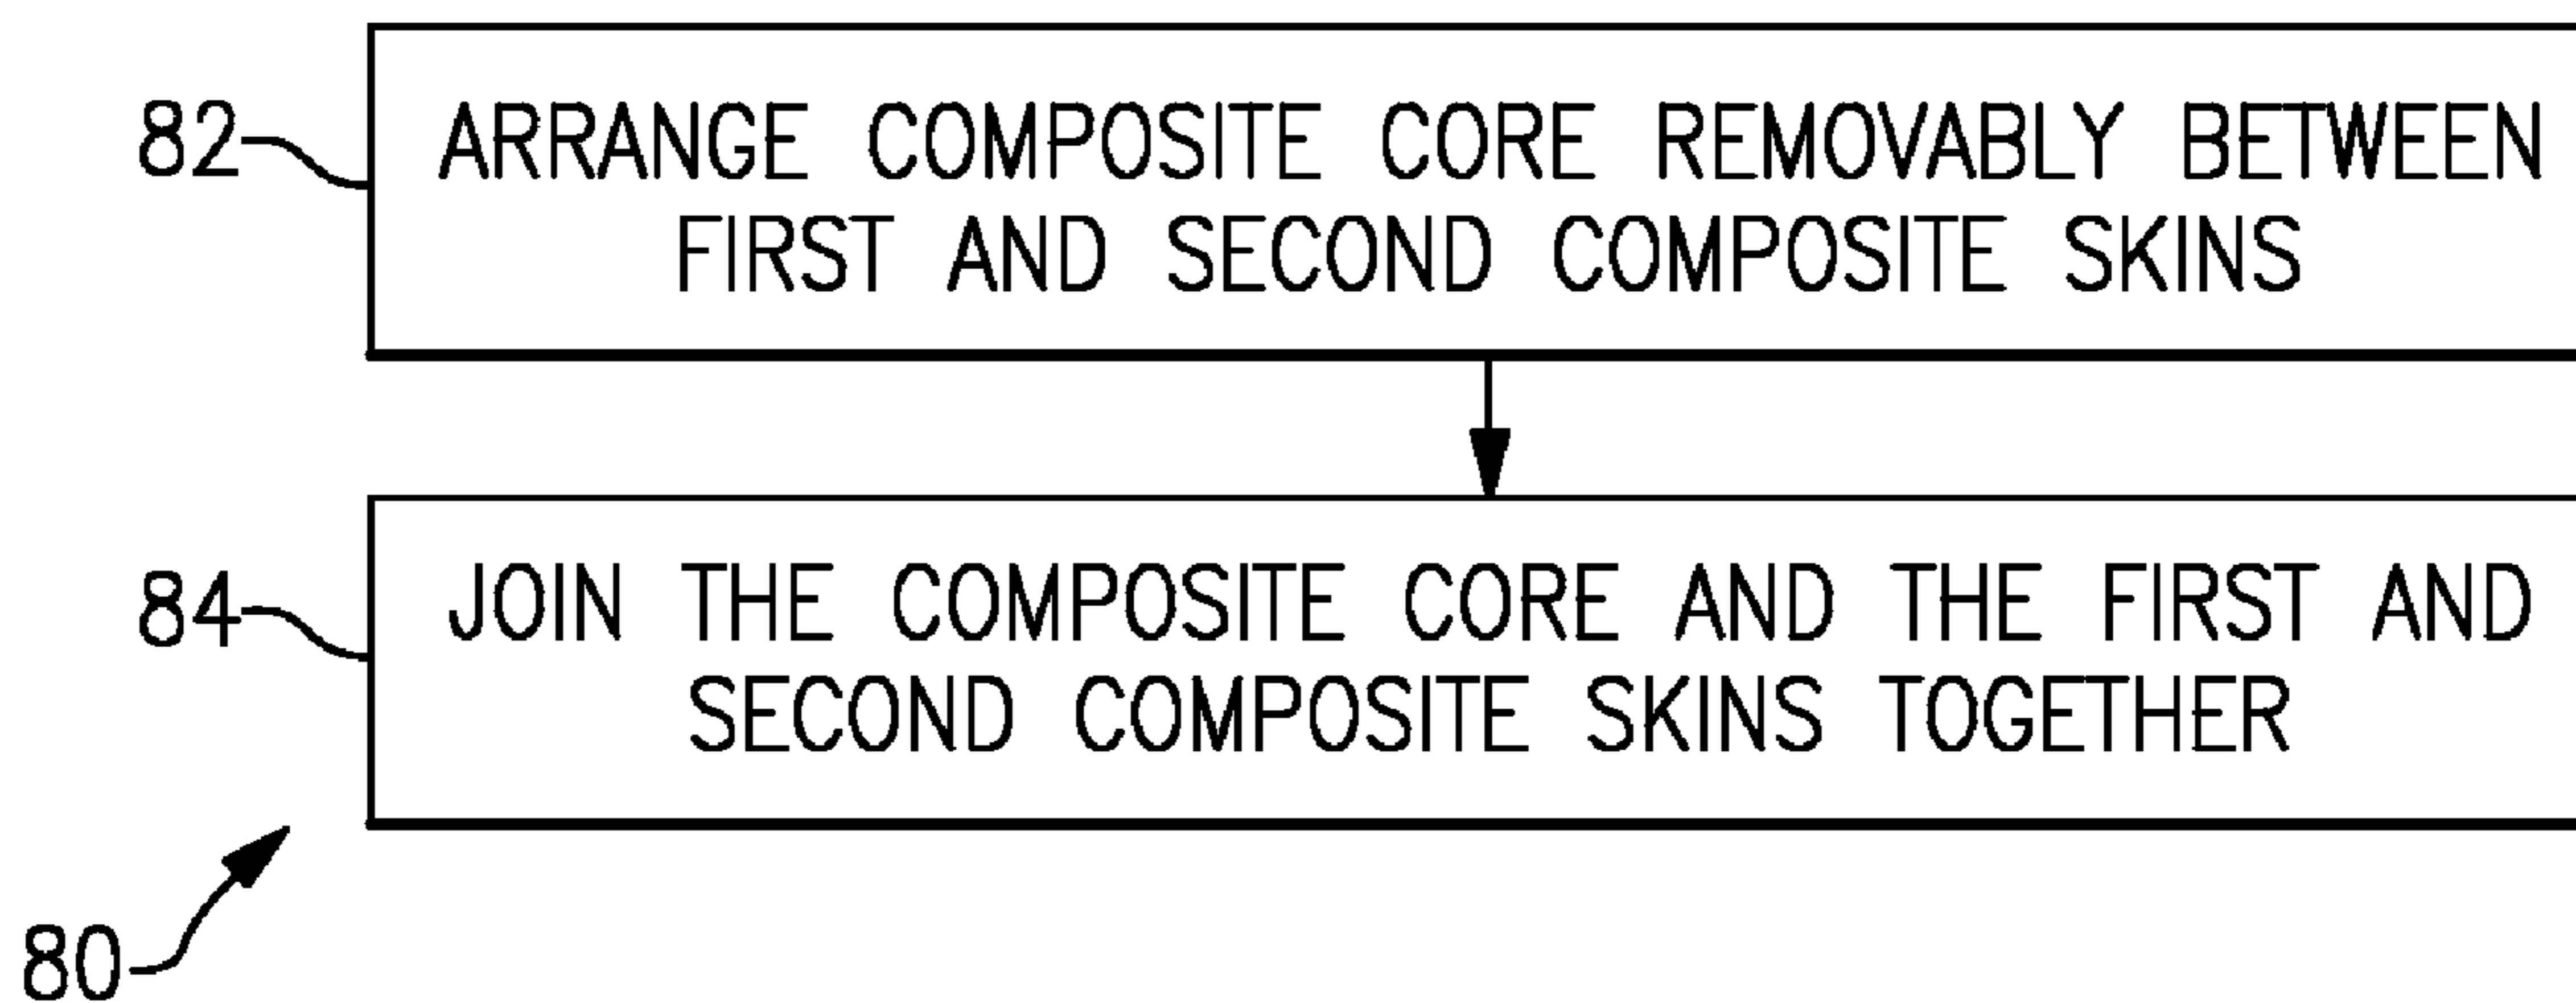 82
ARRANGE COMPOSITE CORE REMOVABLY BETWEEN
FIRST AND SECOND COMPOSITE SKINS
84
JOIN THE COMPOSITE CORE AND THE FIRST AND
SECOND COMPOSITE SKINS TOGETHER
80